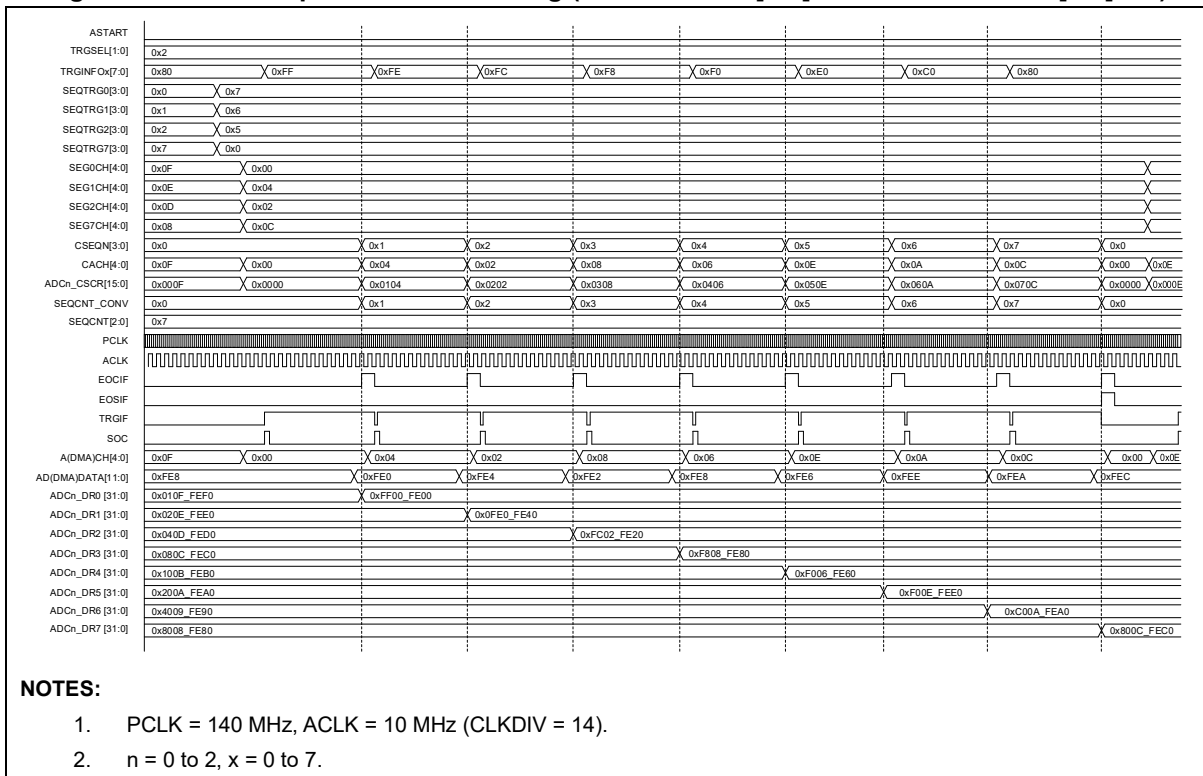 ASTART
TRGSEL[1:0] 0x2
TRGINFOx[7:0] 0x80 0xFF 0xFE 0xFC 0xF8 0xF0 0xE0 0xC0 0x80
SEQTRG0[3:0] 0x0 0x7
SEQTRG1[3:0] 0x1 0x6
SEQTRG2[3:0] 0x2 0x5
SEQTRG7[3:0] 0x7 0x0
SEG0CH[4:0] 0x0F 0x00
SEG1CH[4:0] 0x0E 0x04
SEG2CH[4:0] 0x0D 0x02
SEG7CH[4:0] 0x08 0x0C
CSEQN[3:0] 0x0 0x1 0x2 0x3 0x4 0x5 0x6 0x7 0x0
CACH[4:0] 0x0F 0x00 0x04 0x02 0x08 0x06 0x0E 0x0A 0x0C 0x00 0x0E
ADCn_CSCR[15:0] 0x000F 0x0000 0x0104 0x0202 0x0308 0x0406 0x050E 0x060A 0x070C 0x0000 0x000E
SEQCNT_CONV 0x0 0x1 0x2 0x3 0x4 0x5 0x6 0x7 0x0
SEQCNT[2:0] 0x7
PCLK
ACLK
EOCIF
EOSIF
TRGIF
SOC
A(DMA)CH[4:0] 0x0F 0x00 0x04 0x02 0x08 0x06 0x0E 0x0A 0x0C 0x00 0x0E
AD(DMA)DATA[11:0] 0xFE8 0xFE0 0xFE4 0xFE2 0xFE8 0xFE6 0xFEE 0xFEA 0xFEC
ADCn_DR0 [31:0] 0x010F_FEF0 0xFF00_FE00
ADCn_DR1 [31:0] 0x020E_FEE0 0x0FE0_FE40
ADCn_DR2 [31:0] 0x040D_FED0 0xFC02_FE20
ADCn_DR3 [31:0] 0x080C_FEC0 0xF808_FE80
ADCn_DR4 [31:0] 0x100B_FEB0 0xF006_FE60
ADCn_DR5 [31:0] 0x200A_FEA0 0xF00E_FEE0
ADCn_DR6 [31:0] 0x4009_FE90 0xC00A_FEA0
ADCn_DR7 [31:0] 0x8008_FE80 0x800C_FEC0
NOTES:
1. PCLK = 140 MHz, ACLK = 10 MHz (CLKDIV = 14).
2. n = 0 to 2, x = 0 to 7.